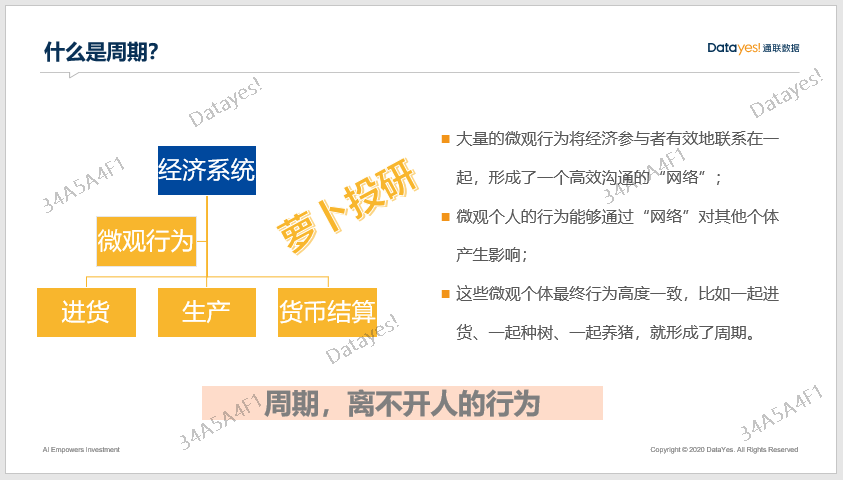 什么是周期?
Datayes! 通联数据
Datayes!
Datayes!
34A5A4F1
34A5A4F1
经济系统
萝卜投研
微观行为
进货
生产
货币结算
Datayes!
大量的微观行为将经济参与者有效地联系在一
起，形成了一个高效沟通的“网络”；
微观个人的行为能够通过“网络”对其他个体
产生影响；
这些微观个体最终行为高度一致，比如一起进
货、一起种树、一起养猪，就形成了周期。
周期，离不开人的行为
34A5A4F1
34A5A4F1
AI Empowers Investment
Copyright © 2020 DataYes. All Rights Reserved